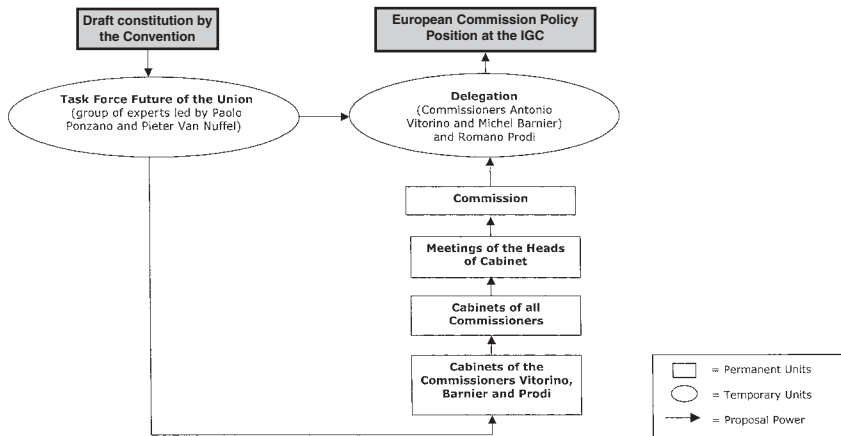 Draft constitution by
the Convention
European Commission Policy
Position at the IGC
Task Force Future of the Union
(group of experts led by Paolo
Ponzano and Pieter Van Nuffel)
Delegation
(Commissioners Antonio
Vitorino and Michel Barnier)
and Romano Prodi
Commission
Meetings of the Heads
of Cabinet
Cabinets of all
Commissioners
Cabinets of the
Commissioners Vitorino,
Barnier and Prodi
= Permanent Units
= Temporary Units
= Proposal Power